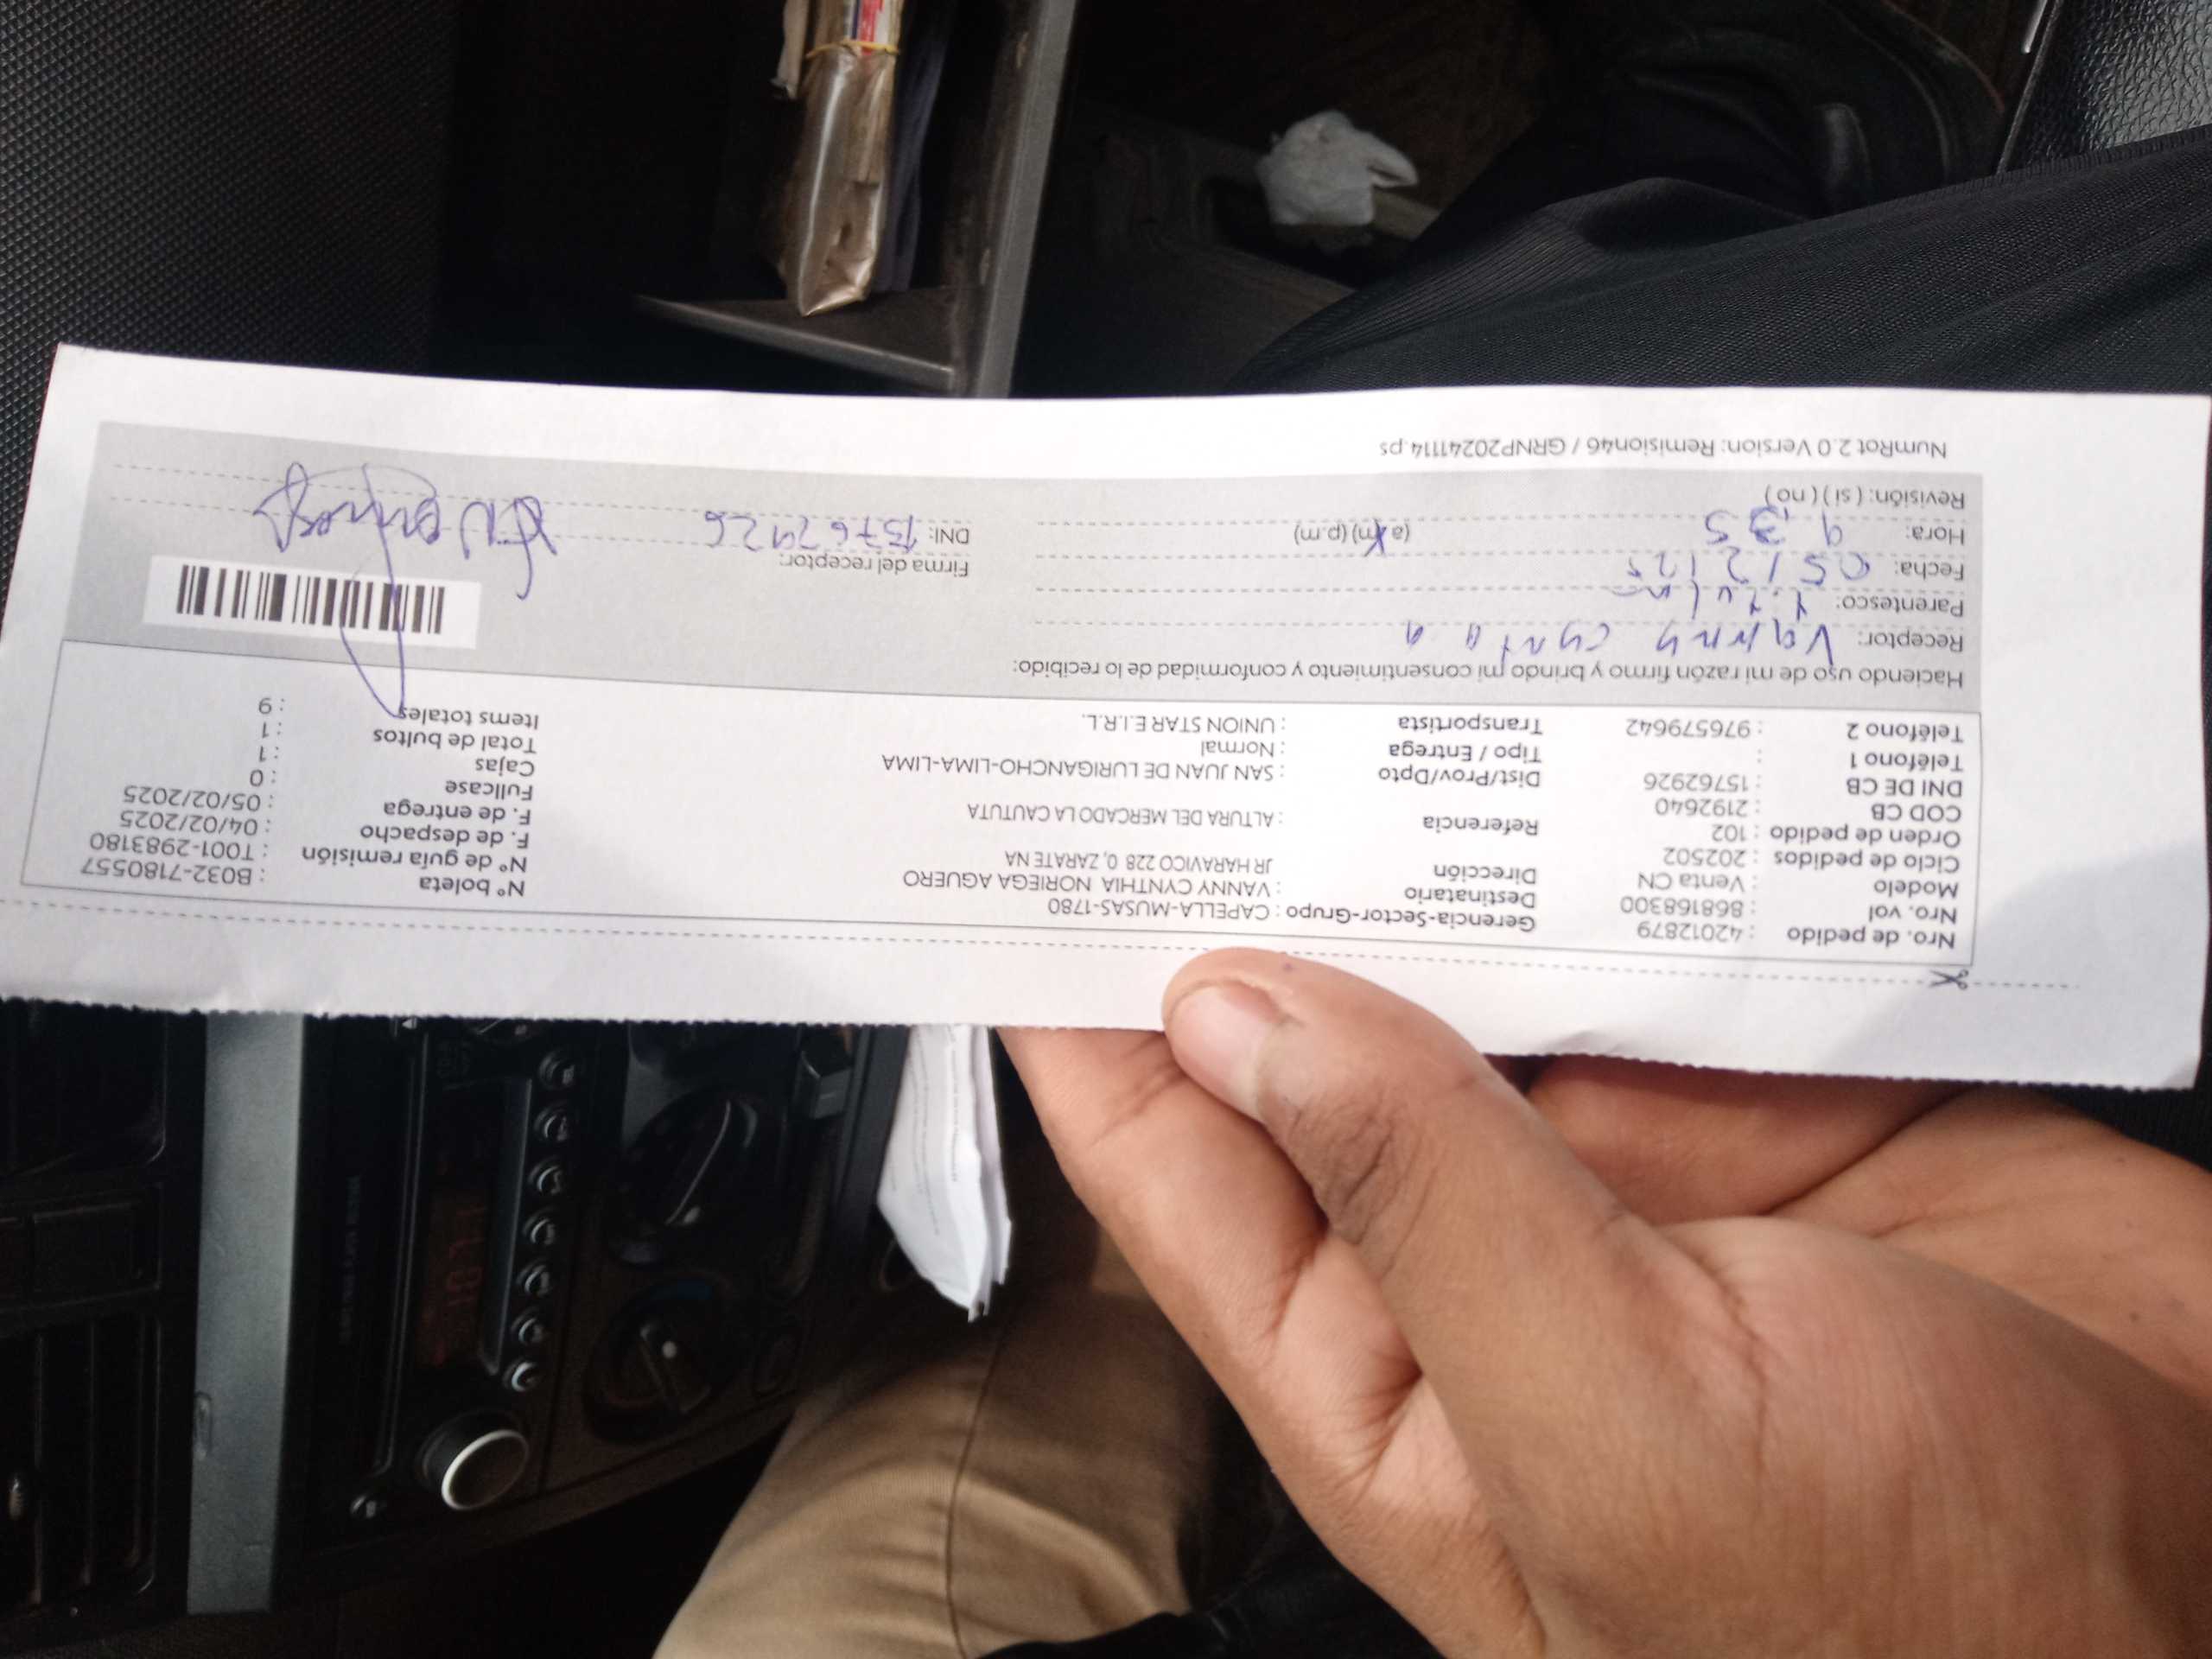 Nro. de pedido : 42012879
Nro. vol : 868168300
Modelo : Venta CN
Ciclo de pedidos : 202502
Orden de pedido : 102
COD CB : 2192640
DNI DE CB : 15762926
Teléfono 1 :
Teléfono 2 : 976579642
Gerencia-Sector-Grupo : CAPELLA-MUSAS-1780
Destinatario : VANNY CYNTHIA NORIEGA AGUERO
Dirección JR HARAVICO 228 0, ZARATE NA
Referencia : ALTURA DEL MERCADO LA CAUTUTA
Dist/Prov/Dpto : SAN JUAN DE LURIGANCHO-LIMA-LIMA
Tipo / Entrega : Normal
Transportista : UNION STAR E.I.R.L.
Nº boleta : B032-7180557
Nº de guía remisión : T001-2983180
F. de despacho : 04/02/2025
F. de entrega : 05/02/2025
Fullcase : 0
Cajas : 1
Total de bultos : 1
Items totales : 9
Haciendo uso de mi razón firmo y brindo mi consentimiento y conformidad de lo recibido:
Receptor: Vanny
Parentesco:
Fecha: 05/2/25
Hora: 9 35 (a.m) (p.m)
Revisión: ( si ) ( no )
Firma del receptor:
DNI: 15762926
NumRot 2.0 Version: Remision46 / GRNP20241114.ps